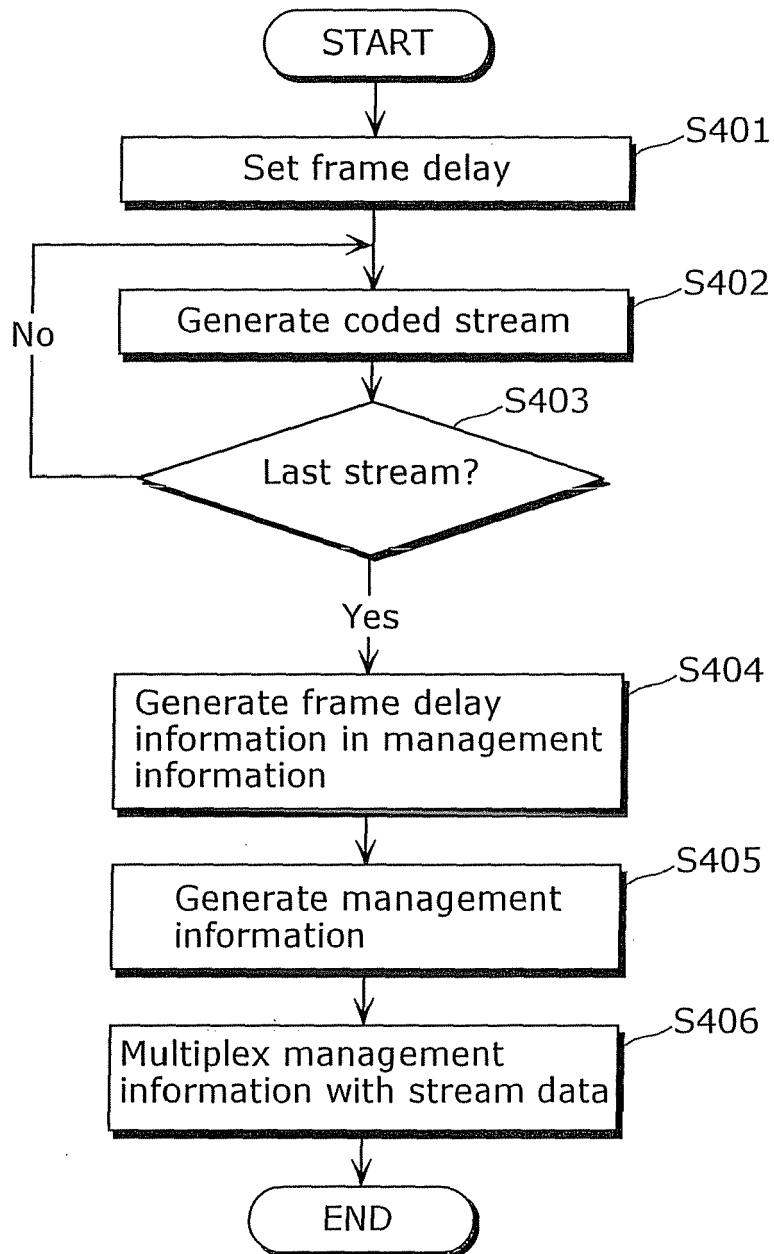 START
S401
Set frame delay
S402
Generate coded stream
No
S403
Last stream?
Yes
S404
Generate frame delay
information in management
information
S405
Generate management
information
S406
Multiplex management
information with stream data
END